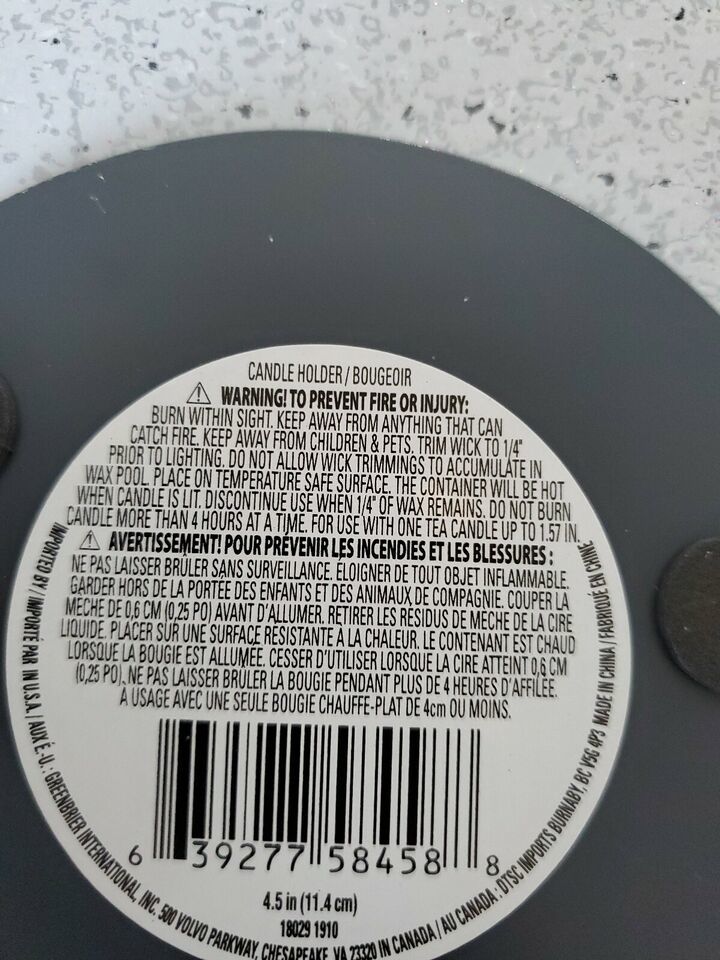 CANDLE HOLDER / BOUGEOIR
⚠ WARNING! TO PREVENT FIRE OR INJURY:
BURN WITHIN SIGHT. KEEP AWAY FROM ANYTHING THAT CAN
CATCH FIRE. KEEP AWAY FROM CHILDREN & PETS. TRIM WICK TO 1/4"
PRIOR TO LIGHTING. DO NOT ALLOW WICK TRIMMINGS TO ACCUMULATE IN
WAX POOL. PLACE ON TEMPERATURE SAFE SURFACE. THE CONTAINER WILL BE HOT
WHEN CANDLE IS LIT. DISCONTINUE USE WHEN 1/4" OF WAX REMAINS. DO NOT BURN
CANDLE MORE THAN 4 HOURS AT A TIME. FOR USE WITH ONE TEA CANDLE UP TO 1.57 IN.
⚠ AVERTISSEMENT! POUR PRÉVENIR LES INCENDIES ET LES BLESSURES :
NE PAS LAISSER BRÛLER SANS SURVEILLANCE. ÉLOIGNER DE TOUT OBJET INFLAMMABLE.
GARDER HORS DE LA PORTÉE DES ENFANTS ET DES ANIMAUX DE COMPAGNIE. COUPER LA
MÈCHE DE 0,6 CM (0,25 PO) AVANT D'ALLUMER. RETIRER LES RÉSIDUS DE MÈCHE DE LA CIRE
LIQUIDE. PLACER SUR UNE SURFACE RÉSISTANTE À LA CHALEUR. LE CONTENANT EST CHAUD
LORSQUE LA BOUGIE EST ALLUMÉE. CESSER D'UTILISER LORSQUE LA CIRE ATTEINT 0,6 CM
(0,25 PO). NE PAS LAISSER BRÛLER LA BOUGIE PENDANT PLUS DE 4 HEURES D'AFFILÉE.
À USAGE AVEC UNE SEULE BOUGIE CHAUFFE-PLAT DE 4cm OU MOINS.
6 39277 58458 8
4.5 in (11.4 cm)
18029 1910
IMPORTED BY / IMPORTÉ PAR IN U.S.A. / AUX É.-U.: GREENBRIER INTERNATIONAL, INC. 500 VOLVO PARKWAY, CHESAPEAKE, VA 23320 IN CANADA / AU CANADA : DTSC IMPORTS BURNABY, BC V5G 4P3 MADE IN CHINA / FABRIQUÉ EN CHINE